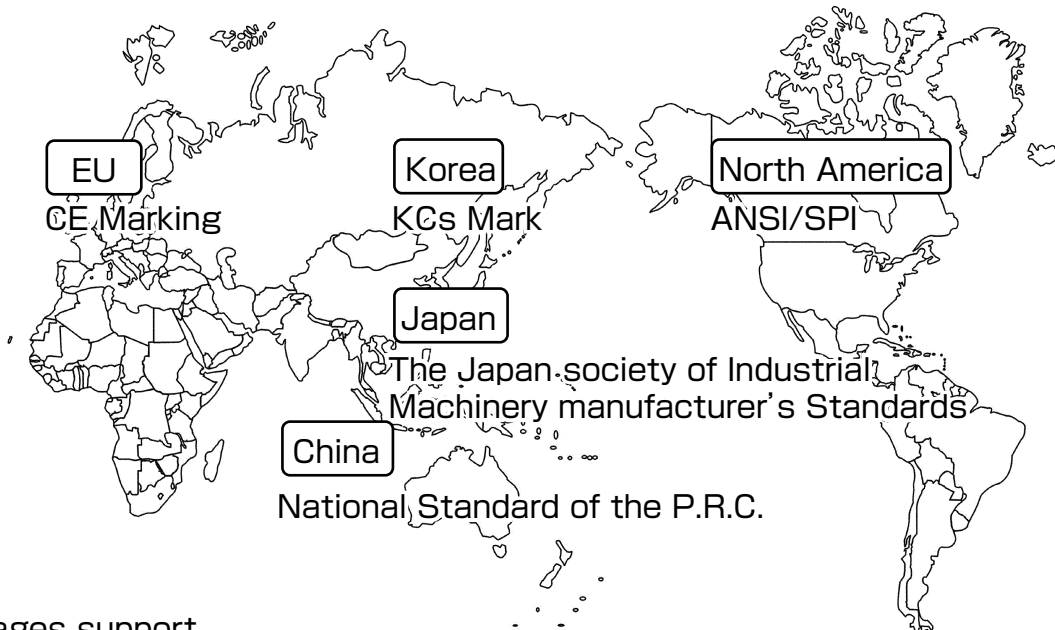 EU
CE Marking
Korea
KCs Mark
North America
ANSI/SPI
Japan
The Japan society of Industrial
Machinery manufacturer's Standards
China
National Standard of the P.R.C.
support